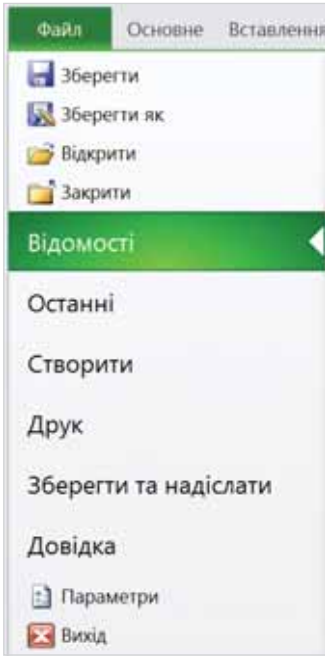 Файл Основне Вставлення
Зберегти
Зберегти як
Відкрити
Закрити
Відомості
Останні
Створити
Друк
Зберегти та надіслати
Довідка
Параметри
Вихід